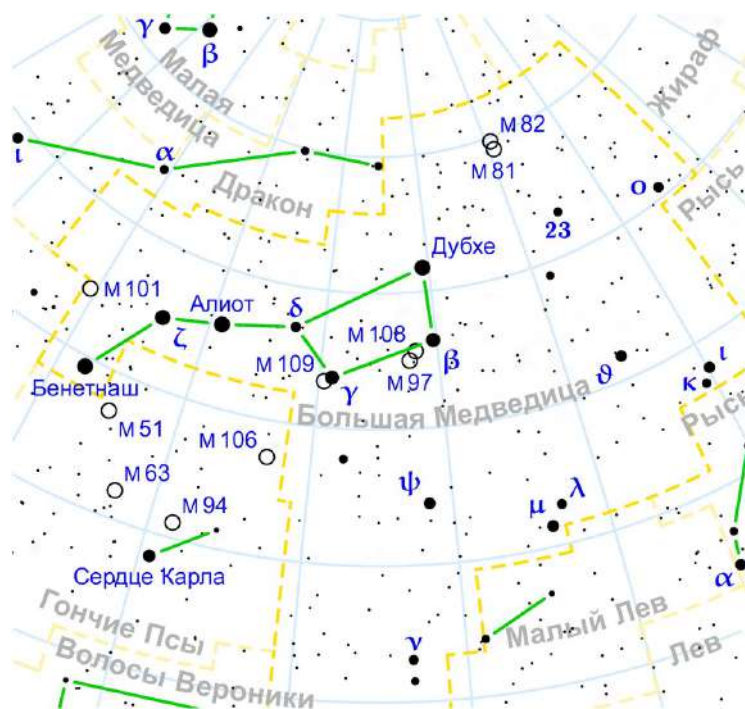 γ
β
Малая
Медведица
Жираф
ι
α
M 82
M 81
Дракон
ο
Рысь
23
Дубхе
M 101
Алиот
δ
ζ
M 108
β
Бенетнаш
M 109
γ
M 97
ϑ
ι
κ
Большая Медведица
Рысь
M 51
M 106
M 63
ψ
λ
μ
M 94
Сердце Карла
α
Гончие Псы
Малый Лев
Лев
ν
Волосы Вероники